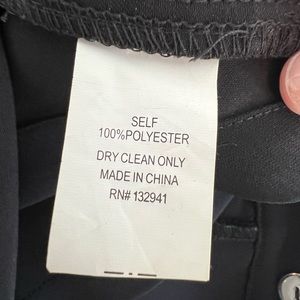 SELF
100%POLYESTER
DRY CLEAN ONLY
MADE IN CHINA
RN# 132941